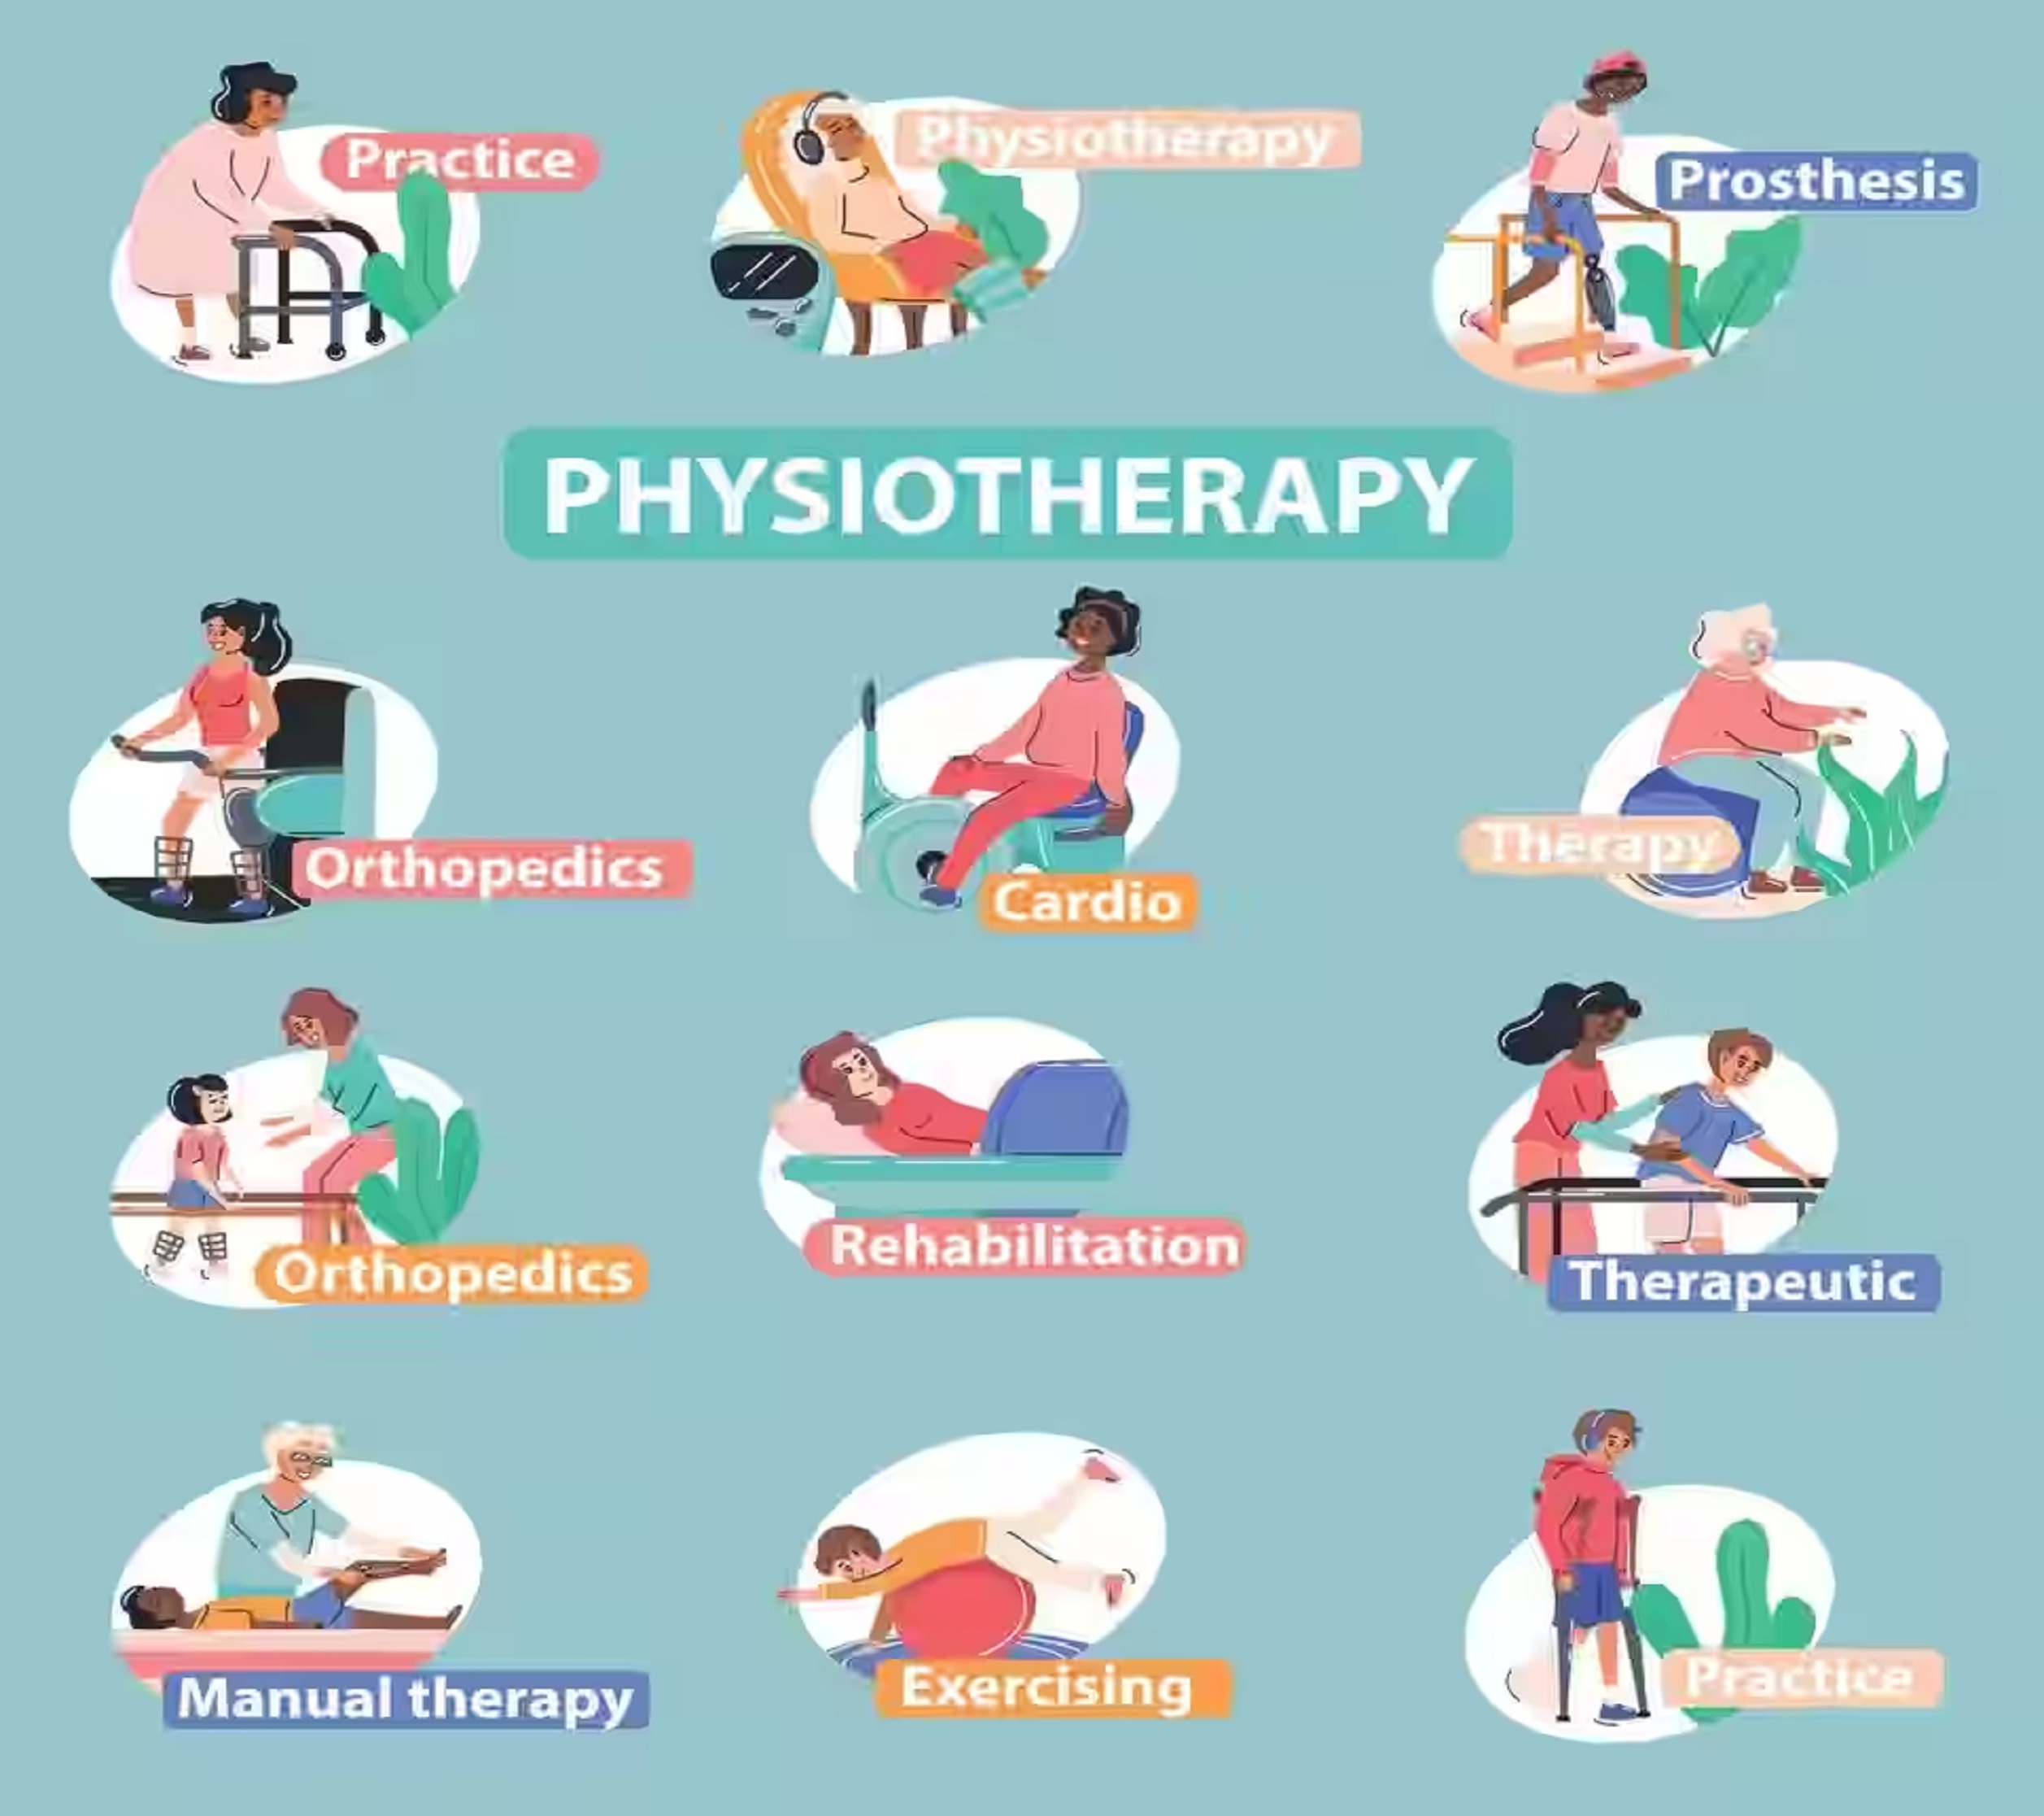 Practice
Physiotherapy
Prosthesis
PHYSIOTHERAPY
Orthopedics
Cardio
Therapy
Orthopedics
Rehabilitation
Therapeutic
Manual therapy
Exercising
Practice